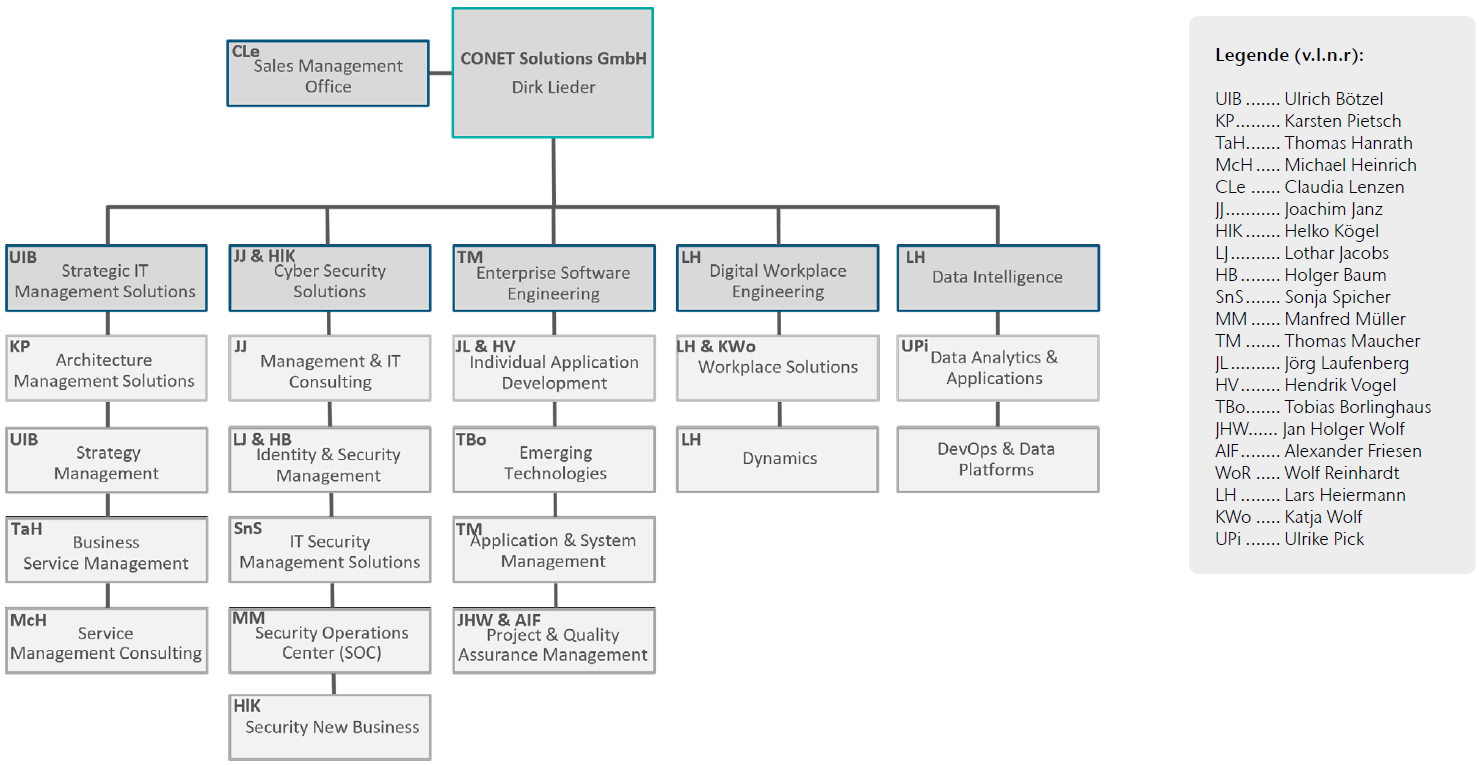 CLe
Sales Management
Office
CONET Solutions GmbH
Dirk Lieder
UIB
Strategic IT
Management Solutions
KP
Architecture
Management Solutions
UIB
Strategy
Management
TaH
Business
Service Management
McH
Service
Management Consulting
JJ & HlK
Cyber Security
Solutions
JJ
Management & IT
Consulting
LJ & HB
Identity & Security
Management
SnS
IT Security
Management Solutions
MM
Security Operations
Center (SOC)
HlK
Security New Business
TM
Enterprise Software
Engineering
JL & HV
Individual Application
Development
TBo
Emerging
Technologies
TM
Application & System
Management
JHW & AlF
Project & Quality
Assurance Management
LH
Digital Workplace
Engineering
LH & KWo
Workplace Solutions
LH
Dynamics
LH
Data Intelligence
UPi
Data Analytics &
Applications
DevOps & Data
Platforms
Legende (v.l.n.r):
UIB ....... Ulrich Bötzel
KP......... Karsten Pietsch
TaH....... Thomas Hanrath
McH ..... Michael Heinrich
CLe ...... Claudia Lenzen
JJ........... Joachim Janz
HlK ....... Helko Kögel
LJ .......... Lothar Jacobs
HB ........ Holger Baum
SnS....... Sonja Spicher
MM ...... Manfred Müller
TM ....... Thomas Maucher
JL .......... Jörg Laufenberg
HV........ Hendrik Vogel
TBo....... Tobias Borlinghaus
JHW...... Jan Holger Wolf
AlF ........ Alexander Friesen
WoR ..... Wolf Reinhardt
LH ........ Lars Heiermann
KWo ..... Katja Wolf
UPi ....... Ulrike Pick